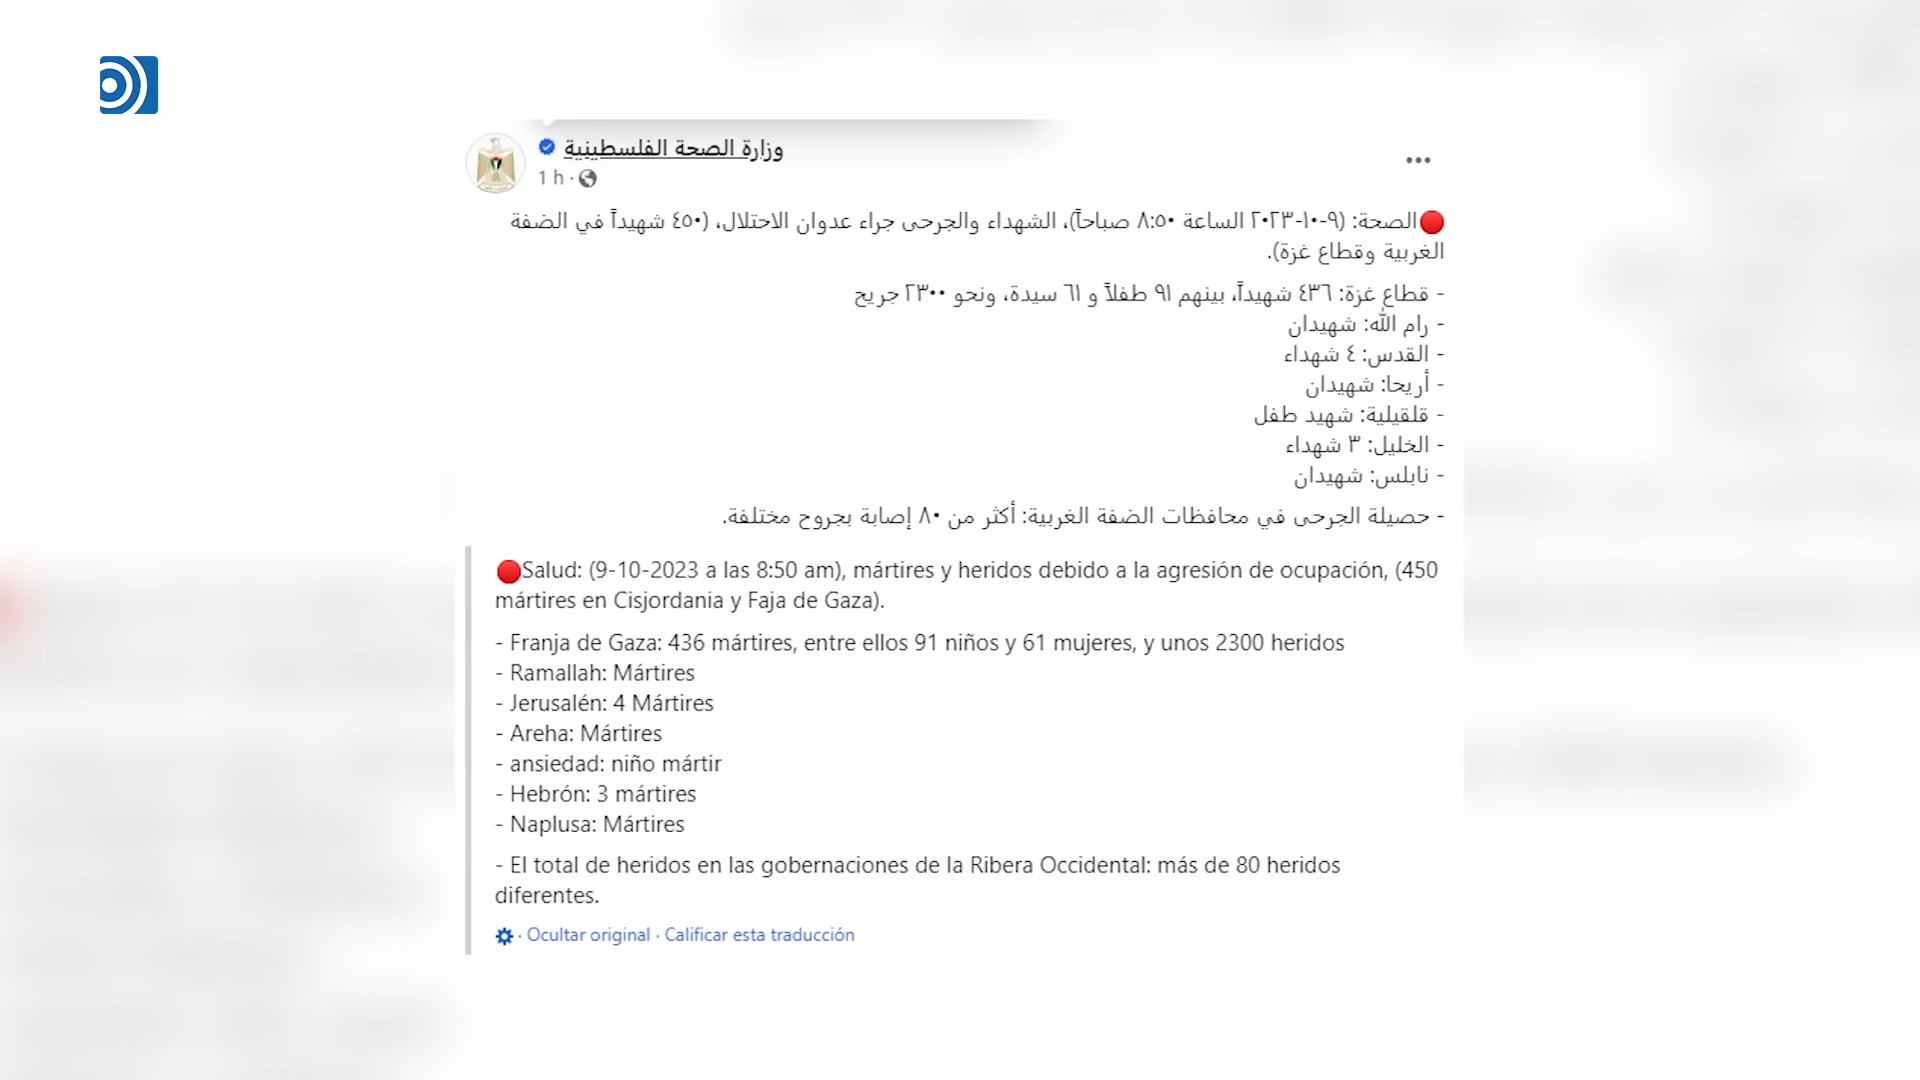 وزارة الصحة الفلسطينية
1 h ·
الصحة: (٩-١٠-٢٠٢٣ الساعة ٨:٥٠ صباحاً)، الشهداء والجرحى جراء عدوان الاحتلال، (٤٥٠ شهيداً في الضفة
الغربية وقطاع غزة).
- قطاع غزة: ٤٣٦ شهيداً، بينهم ٩١ طفلاً و ٦١ سيدة، ونحو ٢٣٠٠ جريح
- رام الله: شهيدان
- القدس: ٤ شهداء
- أريحا: شهيدان
- قلقيلية: شهيد طفل
- الخليل: ٣ شهداء
- نابلس: شهيدان
- حصيلة الجرحى في محافظات الضفة الغربية: أكثر من ٨٠ إصابة بجروح مختلفة.
Salud: (9-10-2023 a las 8:50 am), mártires y heridos debido a la agresión de ocupación, (450
mártires en Cisjordania y Faja de Gaza).
- Franja de Gaza: 436 mártires, entre ellos 91 niños y 61 mujeres, y unos 2300 heridos
- Ramallah: Mártires
- Jerusalén: 4 Mártires
- Areha: Mártires
- ansiedad: niño mártir
- Hebrón: 3 mártires
- Naplusa: Mártires
- El total de heridos en las gobernaciones de la Ribera Occidental: más de 80 heridos
diferentes.
· Ocultar original · Calificar esta traducción